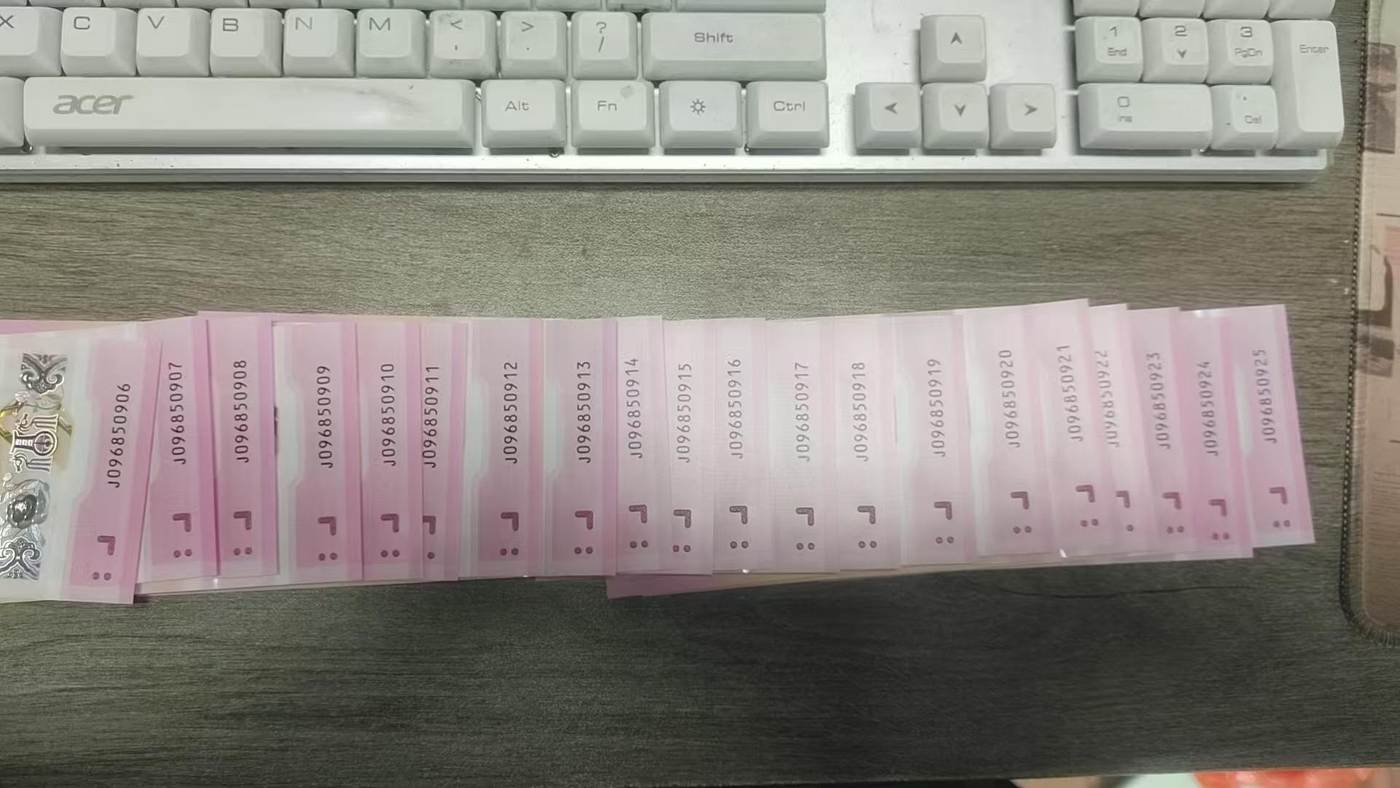 X C V B N M < , > . ? / Shift
1 End 2 3 PgDn Enter
acer Alt Fn Ctrl
0 Ins . Del
J096850906
J096850907
J096850908
J096850909
J096850910
J096850911
J096850912
J096850913
J096850914
J096850915
J096850916
J096850917
J096850918
J096850919
J096850920
J096850921
J096850922
J096850923
J096850924
J096850925